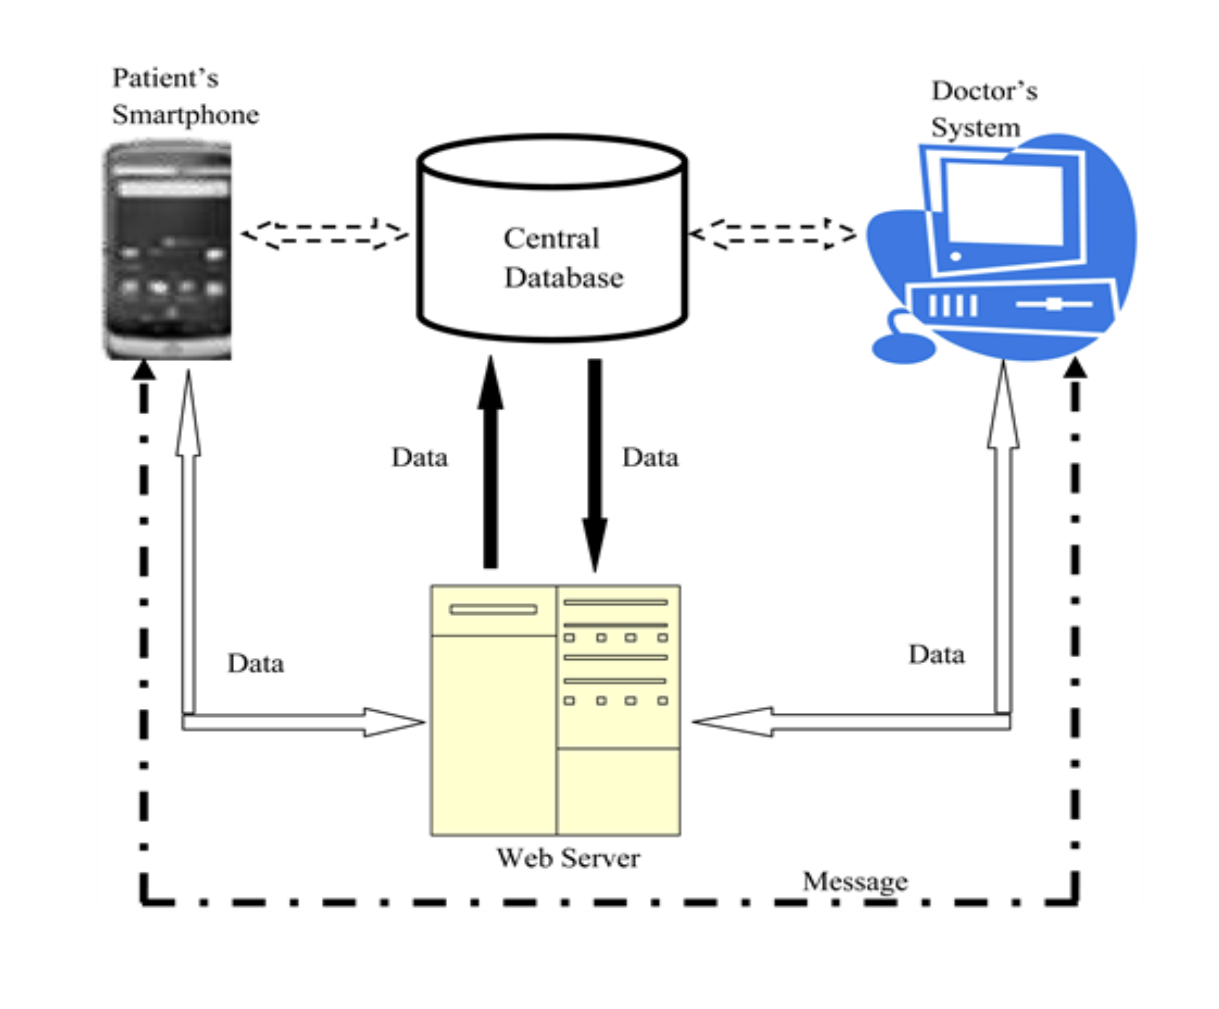 Patient’s
Smartphone
Doctor’s
System
Central
Database
Data
Data
Data
Data
Web Server
Message